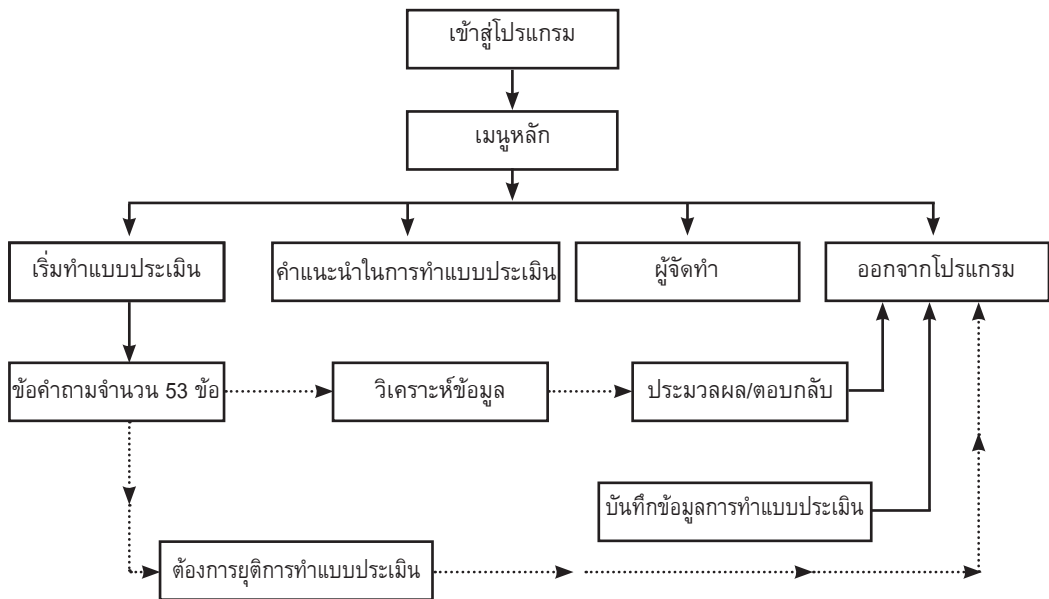 เข้าสู่โปรแกรม
เมนูหลัก
เริ่มทำแบบประเมิน
คำแนะนำในการทำแบบประเมิน
ผู้จัดทำ
ออกจากโปรแกรม
ข้อคำถามจำนวน 53 ข้อ
วิเคราะห์ข้อมูล
ประมวลผล/ตอบกลับ
บันทึกข้อมูลการทำแบบประเมิน
ต้องการยุติการทำแบบประเมิน